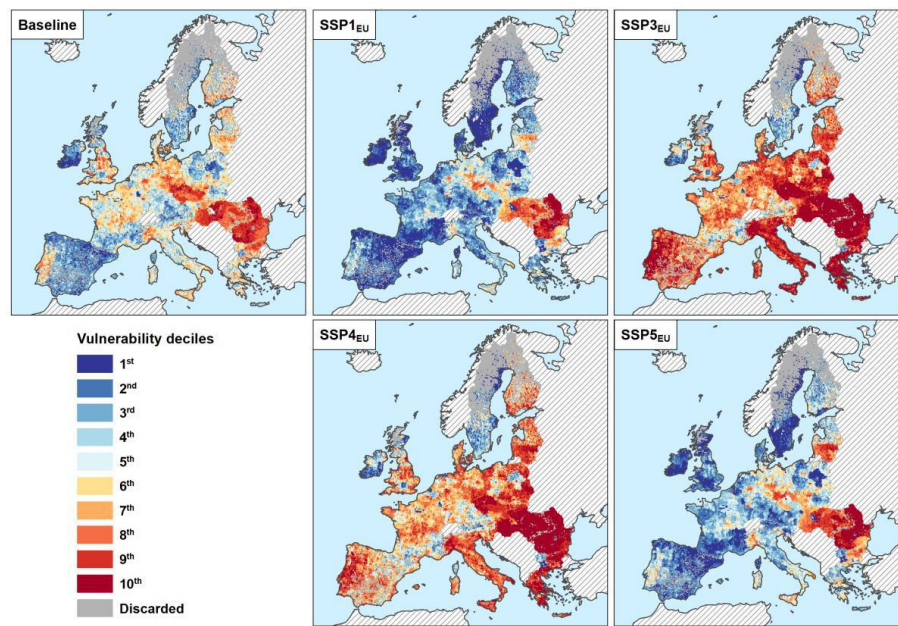 Baseline
SSP1EU
SSP3EU
Vulnerability deciles
1st
2nd
3rd
4th
5th
6th
7th
8th
9th
10th
Discarded
SSP4EU
SSP5EU